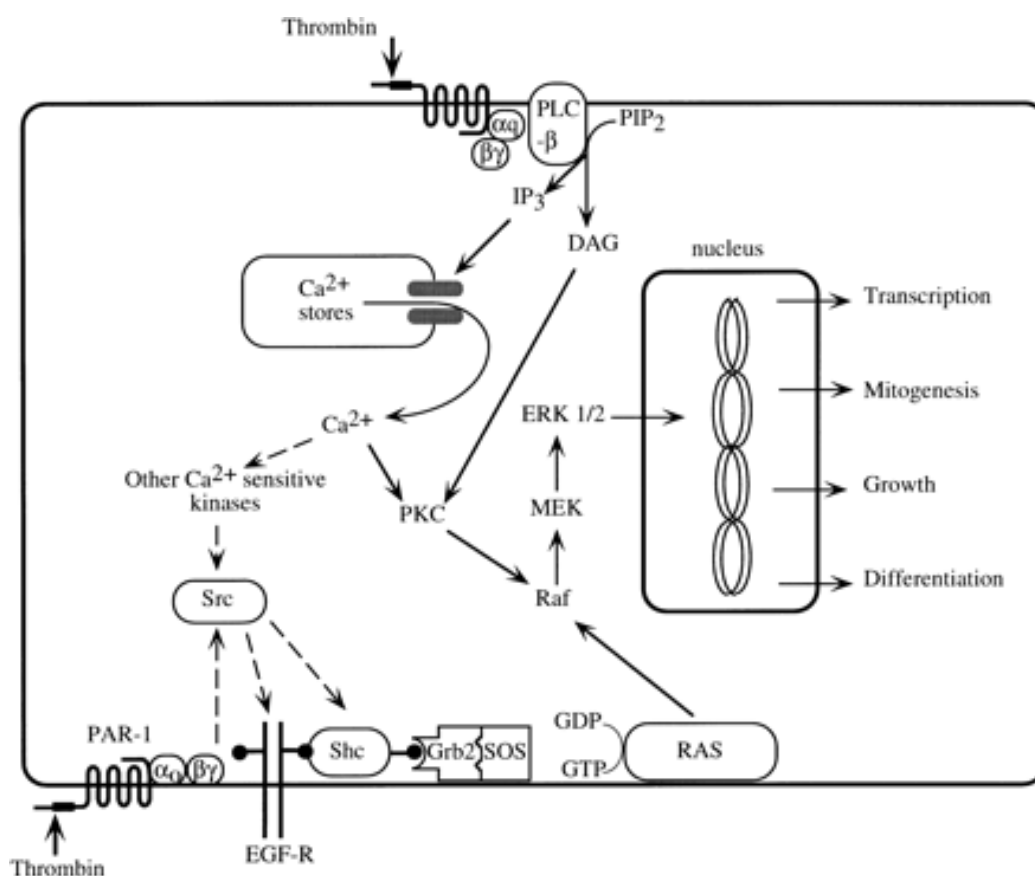 Thrombin
PLC
-β
PIP2
αq
βγ
IP3
DAG
nucleus
Ca2+
stores
Transcription
Mitogenesis
ERK 1/2
Ca2+
Other Ca2+ sensitive
kinases
Growth
PKC
MEK
Differentiation
Src
Raf
PAR-1
GDP
Shc
Grb2
SOS
RAS
αo
βγ
GTP
EGF-R
Thrombin